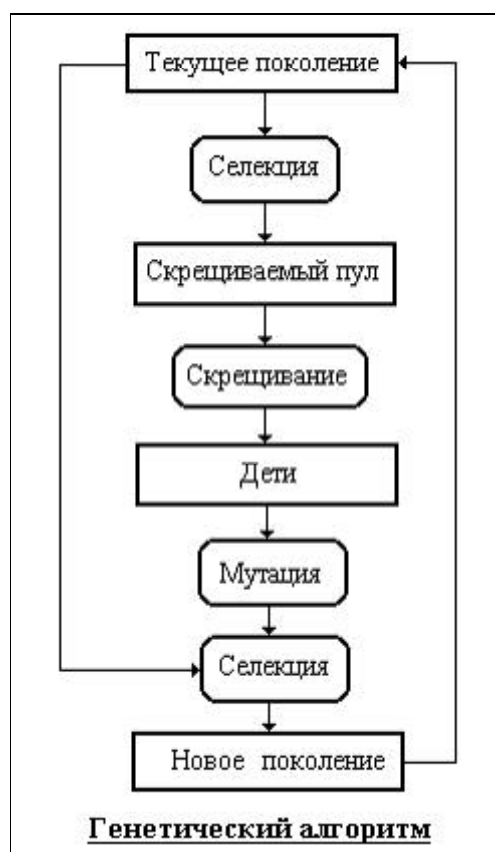 Текущее поколение
Селекция
Скрещиваемый пул
Скрещивание
Дети
Мутация
Селекция
Новое поколение
Генетический алгоритм